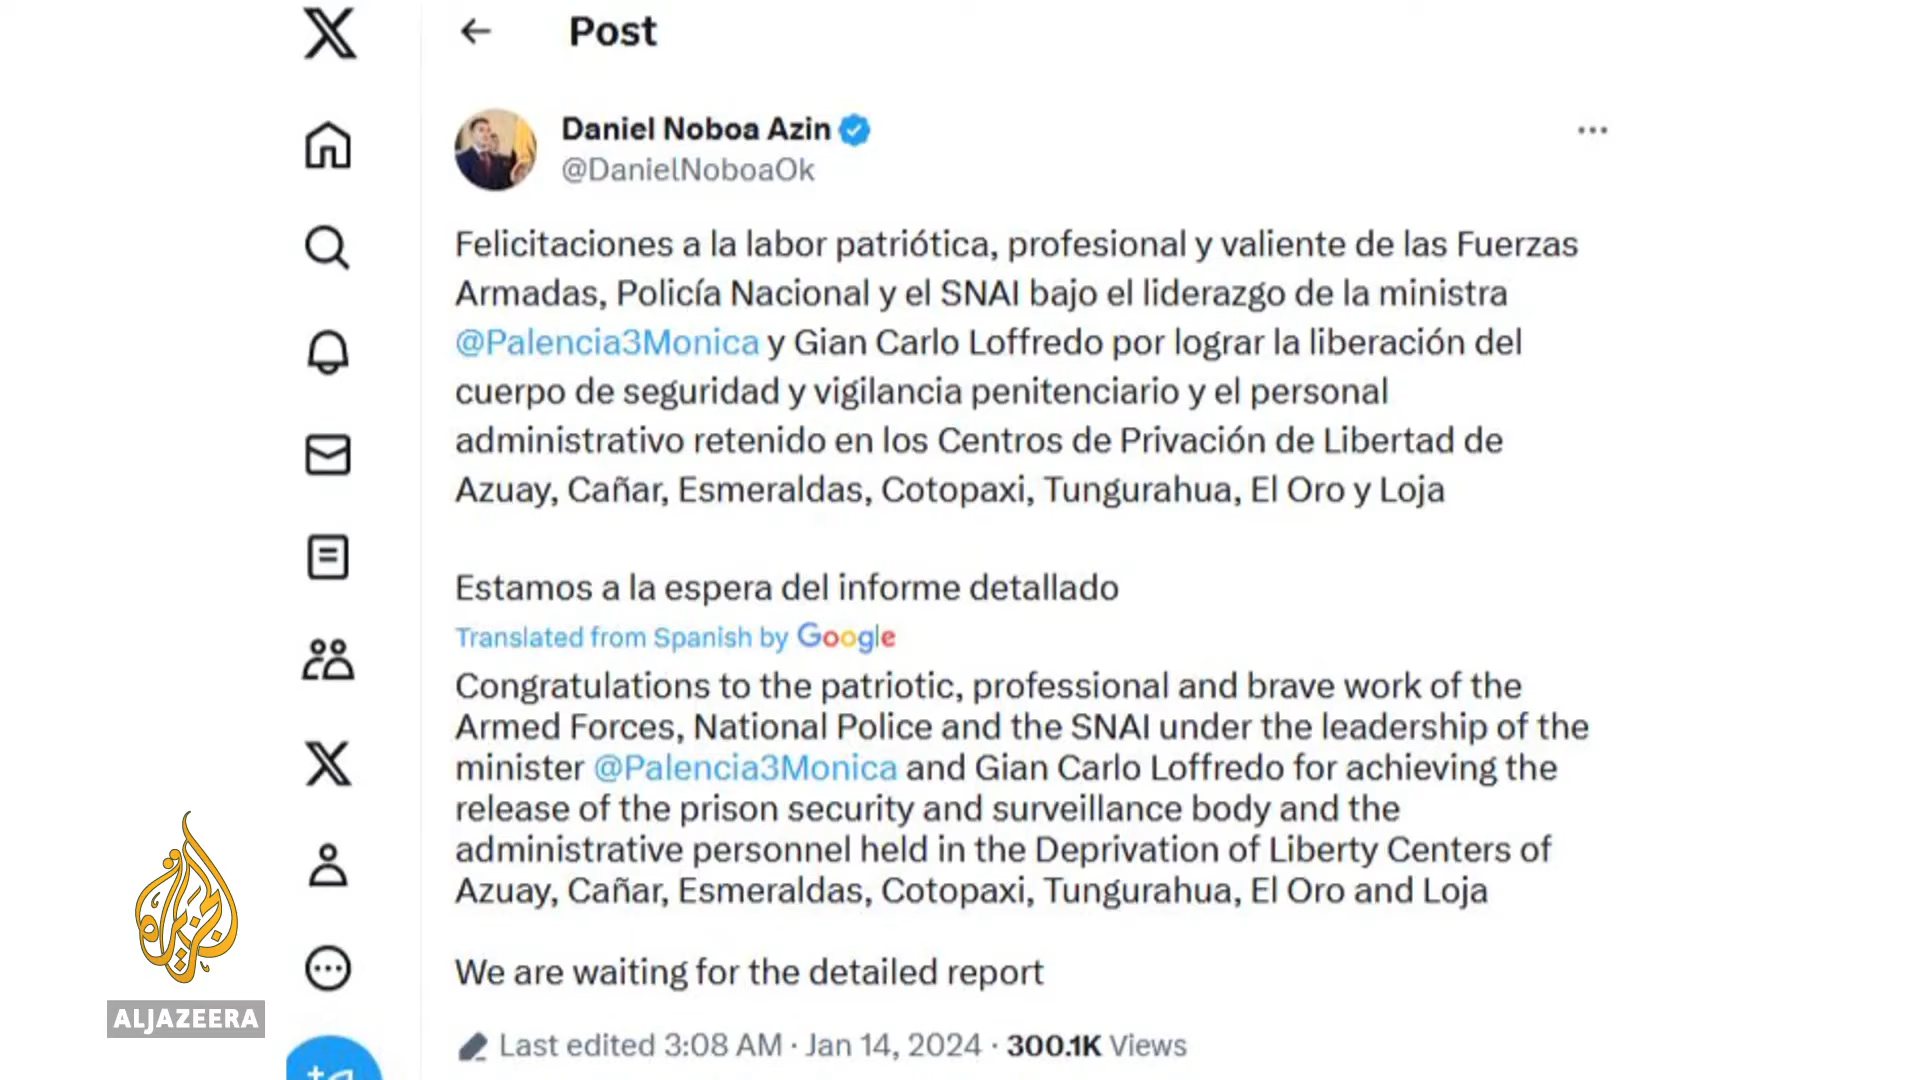 Post
Daniel Noboa Azin
@DanielNoboaOk
Felicitaciones a la labor patriótica, profesional y valiente de las Fuerzas
Armadas, Policía Nacional y el SNAI bajo el liderazgo de la ministra
@Palencia3Monica y Gian Carlo Loffredo por lograr la liberación del
cuerpo de seguridad y vigilancia penitenciario y el personal
administrativo retenido en los Centros de Privación de Libertad de
Azuay, Cañar, Esmeraldas, Cotopaxi, Tungurahua, El Oro y Loja
Estamos a la espera del informe detallado
Translated from Spanish by Google
Congratulations to the patriotic, professional and brave work of the
Armed Forces, National Police and the SNAI under the leadership of the
minister @Palencia3Monica and Gian Carlo Loffredo for achieving the
release of the prison security and surveillance body and the
administrative personnel held in the Deprivation of Liberty Centers of
Azuay, Cañar, Esmeraldas, Cotopaxi, Tungurahua, El Oro and Loja
We are waiting for the detailed report
Last edited 3:08 AM · Jan 14, 2024 · 300.1K Views
الجزيرة
ALJAZEERA